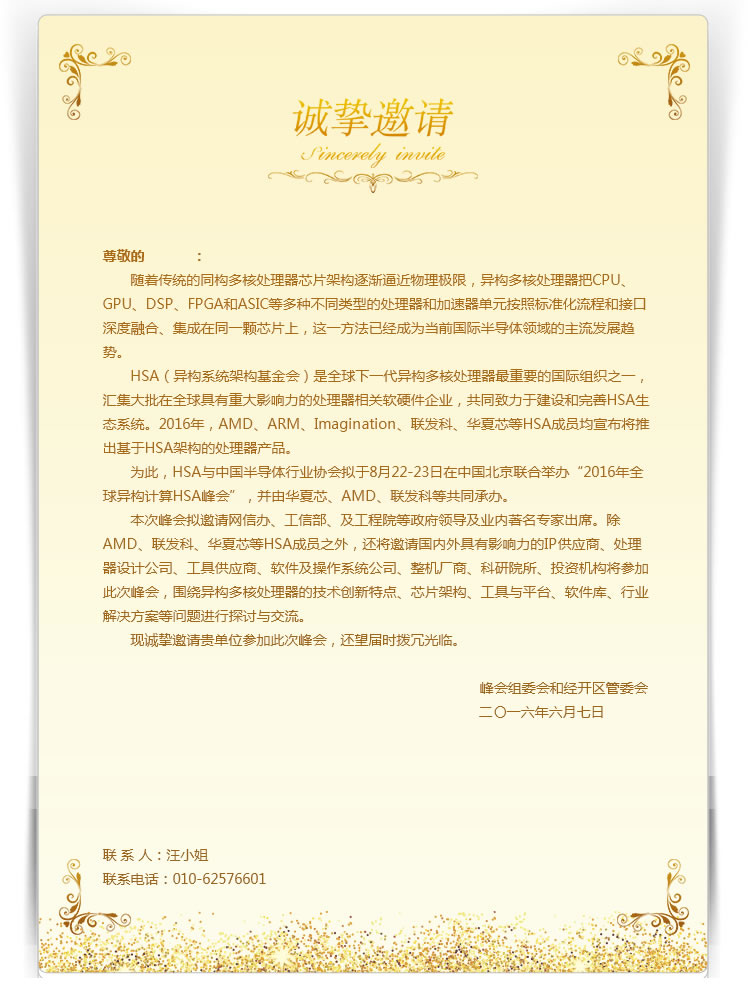 诚挚邀请
Sincerely invite
尊敬的 ：
随着传统的同构多核处理器芯片架构逐渐逼近物理极限，异构多核处理器把CPU、
GPU、DSP、FPGA和ASIC等多种不同类型的处理器和加速器单元按照标准化流程和接口
深度融合、集成在同一颗芯片上，这一方法已经成为当前国际半导体领域的主流发展趋
势。
HSA（异构系统架构基金会）是全球下一代异构多核处理器最重要的国际组织之一，
汇集大批在全球具有重大影响力的处理器相关软硬件企业，共同致力于建设和完善HSA生
态系统。2016年，AMD、ARM、Imagination、联发科、华夏芯等HSA成员均宣布将推
出基于HSA架构的处理器产品。
为此，HSA与中国半导体行业协会拟于8月22-23日在中国北京联合举办“2016年全
球异构计算HSA峰会”，并由华夏芯、AMD、联发科等共同承办。
本次峰会拟邀请网信办、工信部、及工程院等政府领导及业内著名专家出席。除
AMD、联发科、华夏芯等HSA成员之外，还将邀请国内外具有影响力的IP供应商、处理
器设计公司、工具供应商、软件及操作系统公司、整机厂商、科研院所、投资机构将参加
此次峰会，围绕异构多核处理器的技术创新特点、芯片架构、工具与平台、软件库、行业
解决方案等问题进行探讨与交流。
现诚挚邀请贵单位参加此次峰会，还望届时拨冗光临。
峰会组委会和经开区管委会
二〇一六年六月七日
联 系 人：汪小姐
联系电话：010-62576601